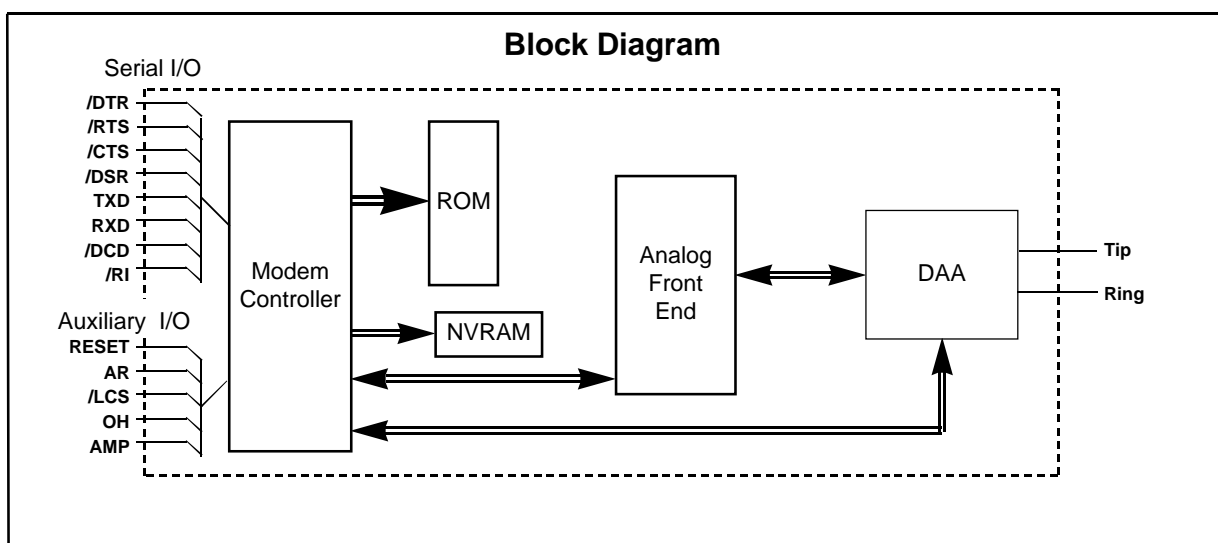 Block Diagram
Serial I/O
/DTR
/RTS
/CTS
/DSR
TXD
RXD
/DCD
/RI
Auxiliary I/O
RESET
AR
/LCS
OH
AMP
Modem
Controller
ROM
NVRAM
Analog
Front
End
DAA
Tip
Ring